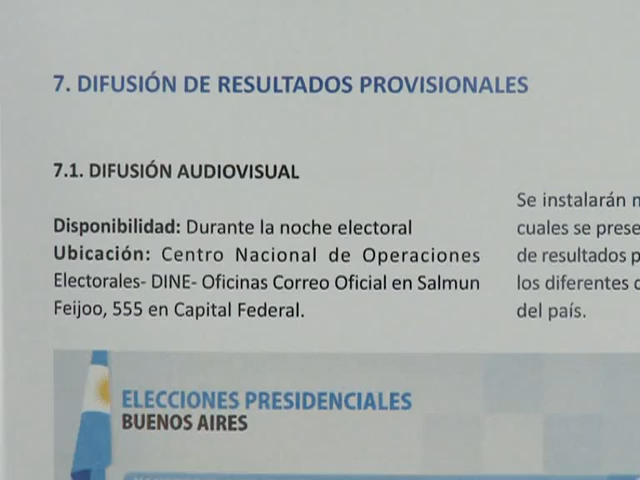 7. DIFUSIÓN DE RESULTADOS PROVISIONALES
7.1. DIFUSIÓN AUDIOVISUAL
Disponibilidad: Durante la noche electoral
Ubicación: Centro Nacional de Operaciones
Electorales- DINE- Oficinas Correo Oficial en Salmun
Feijoo, 555 en Capital Federal.
Se instalarán
cuales se prese
de resultados p
los diferentes
del país.
ELECCIONES PRESIDENCIALES
BUENOS AIRES